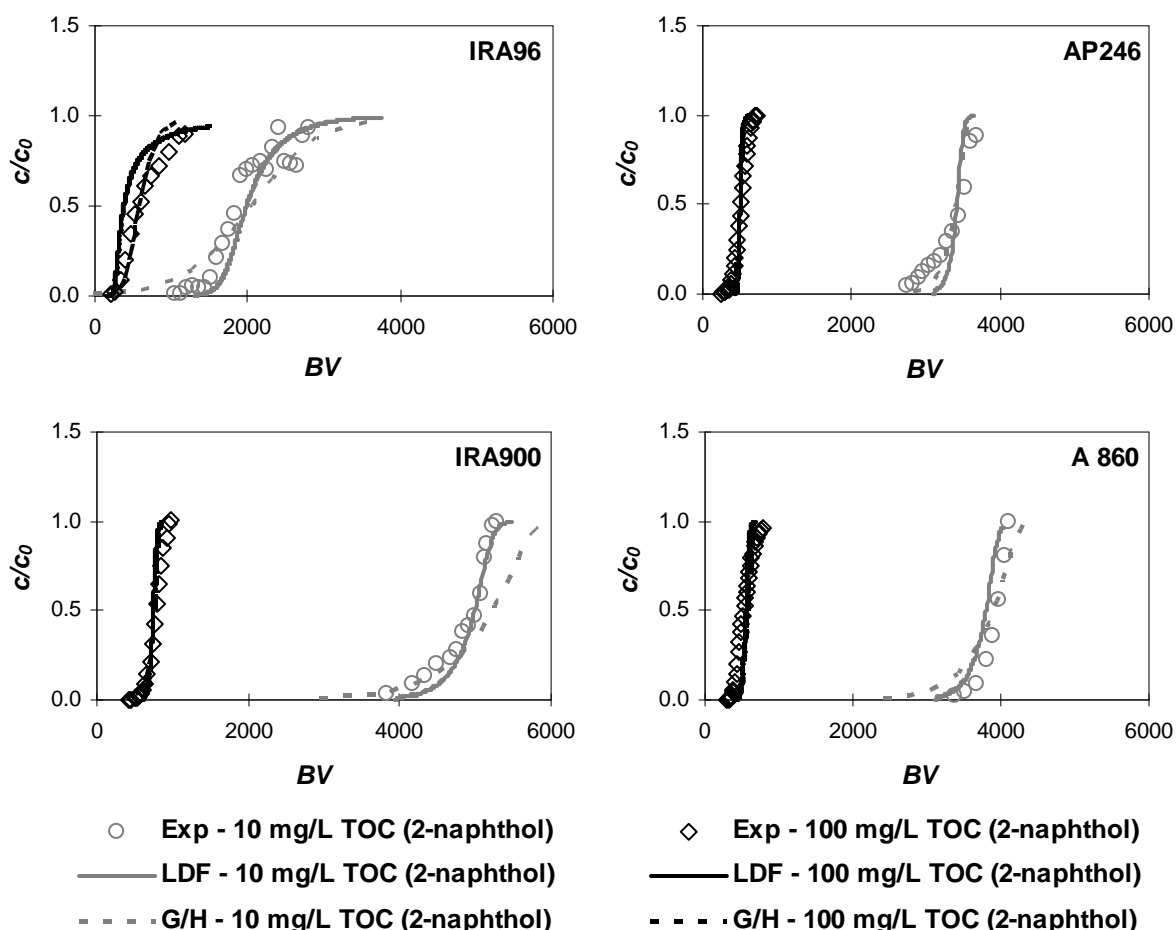 IRA96
1.5
1.0
0.5
0.0
c/c0
0 2000 4000 6000
BV
AP246
1.5
1.0
0.5
0.0
c/c0
0 2000 4000 6000
BV
IRA900
1.5
1.0
0.5
0.0
c/c0
0 2000 4000 6000
BV
A 860
1.5
1.0
0.5
0.0
c/c0
0 2000 4000 6000
BV
Exp - 10 mg/L TOC (2-naphthol)
Exp - 100 mg/L TOC (2-naphthol)
LDF - 10 mg/L TOC (2-naphthol)
LDF - 100 mg/L TOC (2-naphthol)
G/H - 10 mg/L TOC (2-naphthol)
G/H - 100 mg/L TOC (2-naphthol)